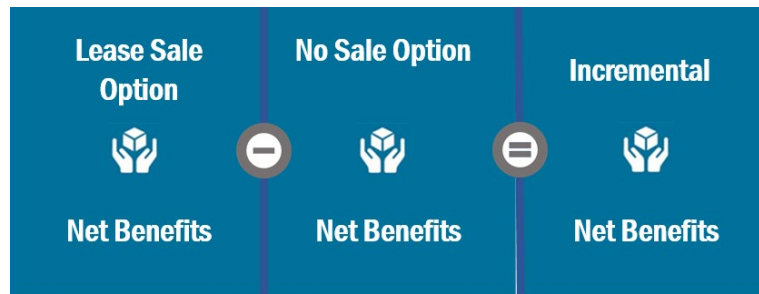 Lease Sale
Option
Net Benefits
−
No Sale Option
Net Benefits
=
Incremental
Net Benefits